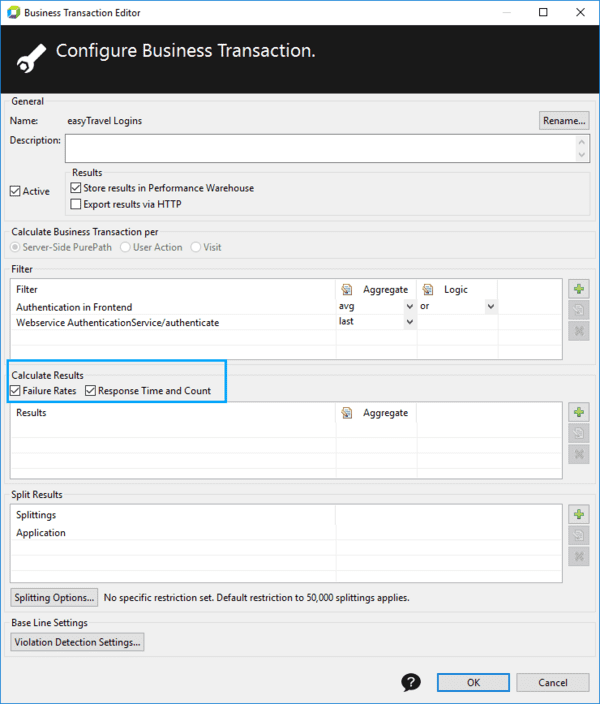 Business Transaction Editor
Configure Business Transaction.
General
Name: easyTravel Logins Rename...
Description:
Results
Active Store results in Performance Warehouse
Export results via HTTP
Calculate Business Transaction per
Server-Side PurePath User Action Visit
Filter
Filter Aggregate Logic
Authentication in Frontend avg or
Webservice AuthenticationService/authenticate last
Calculate Results
Failure Rates Response Time and Count
Results Aggregate
Split Results
Splittings
Application
Splitting Options... No specific restriction set. Default restriction to 50,000 splittings applies.
Base Line Settings
Violation Detection Settings...
? OK Cancel